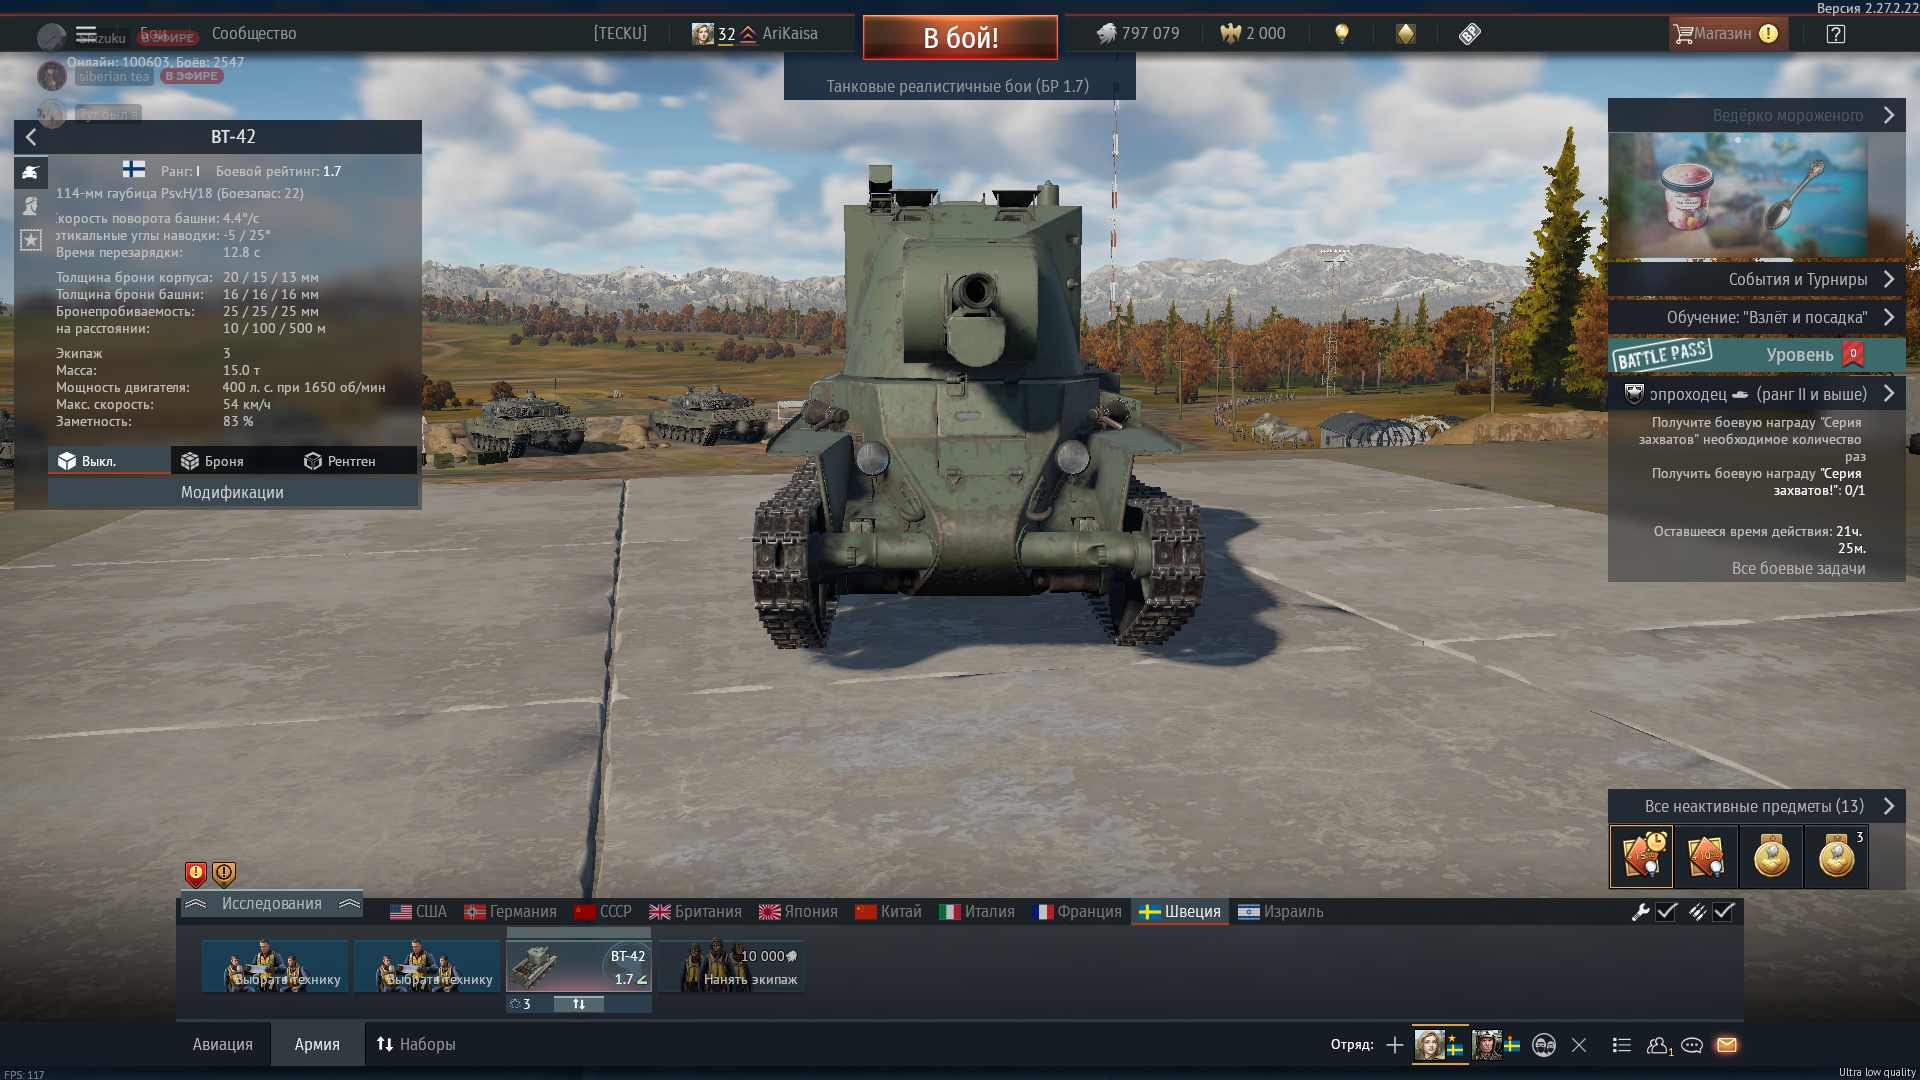 Версия 2.27.2.22
Shizuku
В ЭФИРЕ
Бои
Сообщество
[TECKU]
32
AriKaisa
В бой!
797 079
2 000
Магазин
Онлайн: 100603, Боёв: 2547
siberian tea
В ЭФИРЕ
Тут был я
Танковые реалистичные бои (БР 1.7)
BT-42
Ранг: I Боевой рейтинг: 1.7
114-мм гаубица Psv.H/18 (Боезапас: 22)
корость поворота башни: 4.4°/с
ртикальные углы наводки: -5 / 25°
Время перезарядки: 12.8 с
Толщина брони корпуса: 20 / 15 / 13 мм
Толщина брони башни: 16 / 16 / 16 мм
Бронепробиваемость: 25 / 25 / 25 мм
на расстоянии: 10 / 100 / 500 м
Экипаж 3
Масса: 15.0 т
Мощность двигателя: 400 л. с. при 1650 об/мин
Макс. скорость: 54 км/ч
Заметность: 83 %
Выкл. Броня Рентген
Модификации
Ведёрко мороженого
События и Турниры
Обучение: "Взлёт и посадка"
BATTLE PASS
Уровень 0
опроходец (ранг II и выше)
Получите боевую награду "Серия
захватов" необходимое количество
раз
Получить боевую награду "Серия
захватов!": 0/1
Оставшееся время действия: 21ч.
25м.
Все боевые задачи
Все неактивные предметы (13)
3
Исследования
США Германия СССР Британия Япония Китай Италия Франция Швеция Израиль
Выбрать технику
Выбрать технику
BT-42
1.7
3
10 000
Нанять экипаж
Авиация Армия Наборы
Отряд:
1
FPS: 117
Ultra low quality